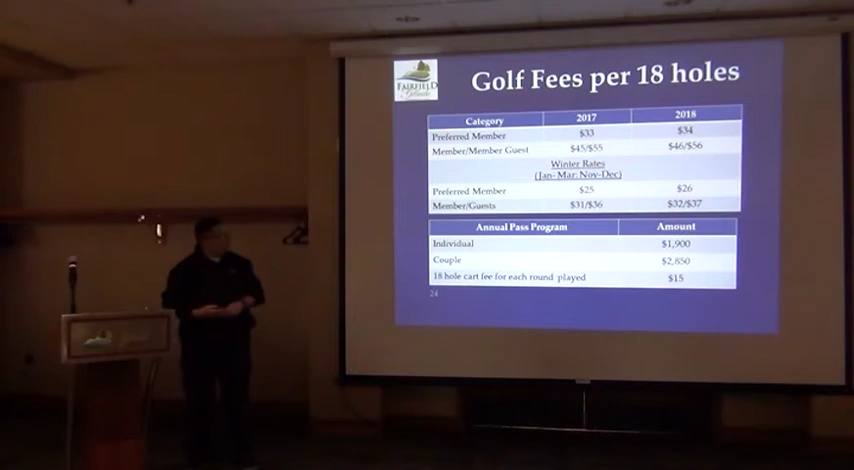 FAIRFIELD
Glade
Golf Fees per 18 holes
Category 2017 2018
Preferred Member $33 $34
Member/Member Guest $45/$55 $46/$56
Winter Rates
(Jan- Mar: Nov-Dec)
Preferred Member $25 $26
Member/Guests $31/$36 $32/$37
Annual Pass Program Amount
Individual $1,900
Couple $2,850
18 hole cart fee for each round played $15
24